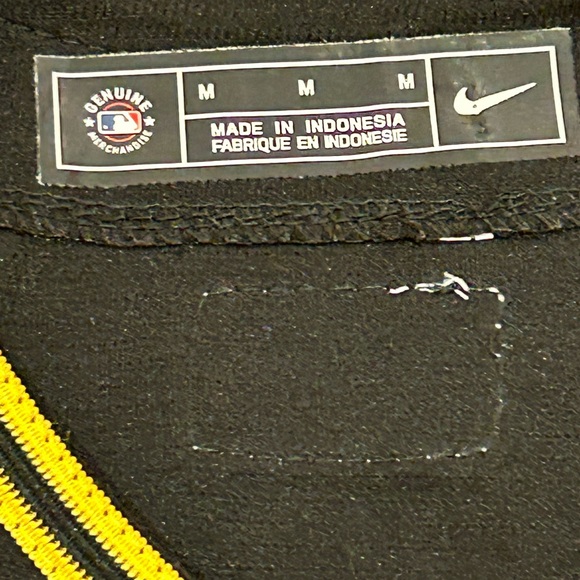 GENUINE
MERCHANDISE
M M M
MADE IN INDONESIA
FABRIQUE EN INDONESIE